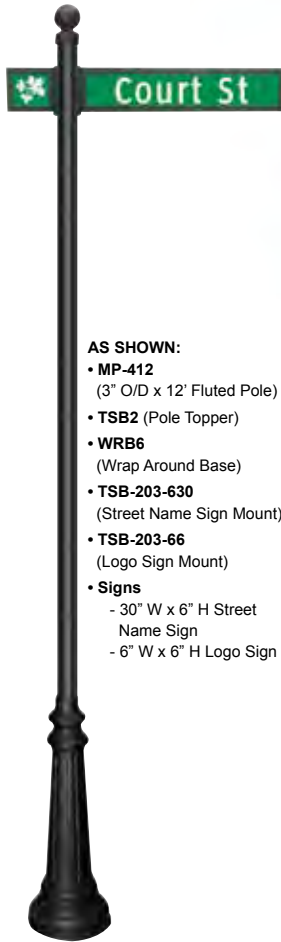 Court St
AS SHOWN:
• MP-412
(3” O/D x 12’ Fluted Pole)
• TSB2 (Pole Topper)
• WRB6
(Wrap Around Base)
• TSB-203-630
(Street Name Sign Mount)
• TSB-203-66
(Logo Sign Mount)
• Signs
- 30” W x 6” H Street
Name Sign
- 6” W x 6” H Logo Sign